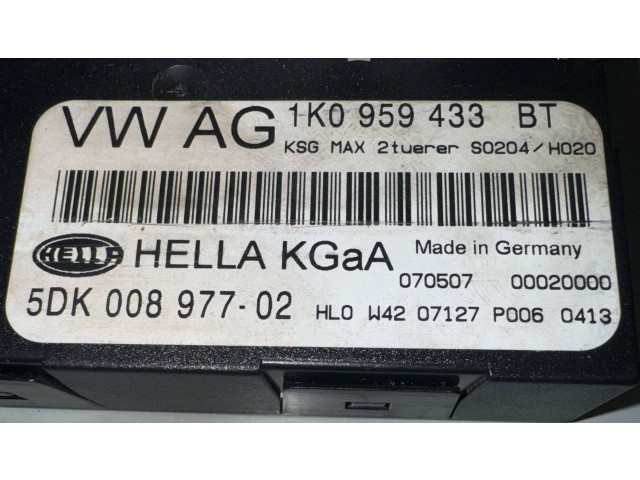 VW AG 1K0 959 433 BT
KSG MAX 2tuerer S0204/H020
HELLA HELLA KGaA Made in Germany
070507 00020000
5DK 008 977-02 HL0 W42 07127 P006 0413